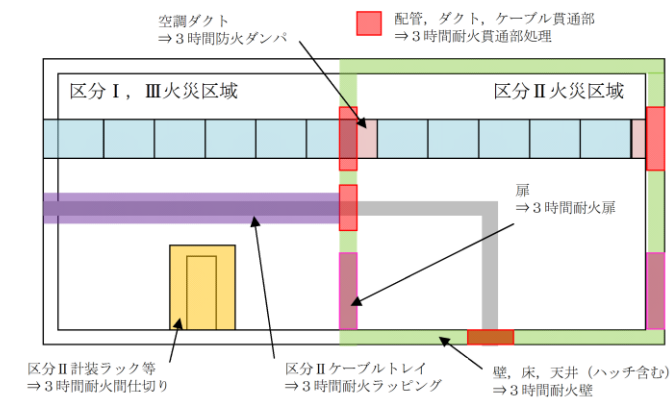 空調ダクト
⇒３時間防火ダンパ
配管，ダクト，ケーブル貫通部
⇒３時間耐火貫通部処理
区分Ⅰ，Ⅲ火災区域
区分Ⅱ火災区域
扉
⇒３時間耐火扉
区分Ⅱ計装ラック等
⇒３時間耐火間仕切り
区分Ⅱケーブルトレイ
⇒３時間耐火ラッピング
壁，床，天井（ハッチ含む）
⇒３時間耐火壁